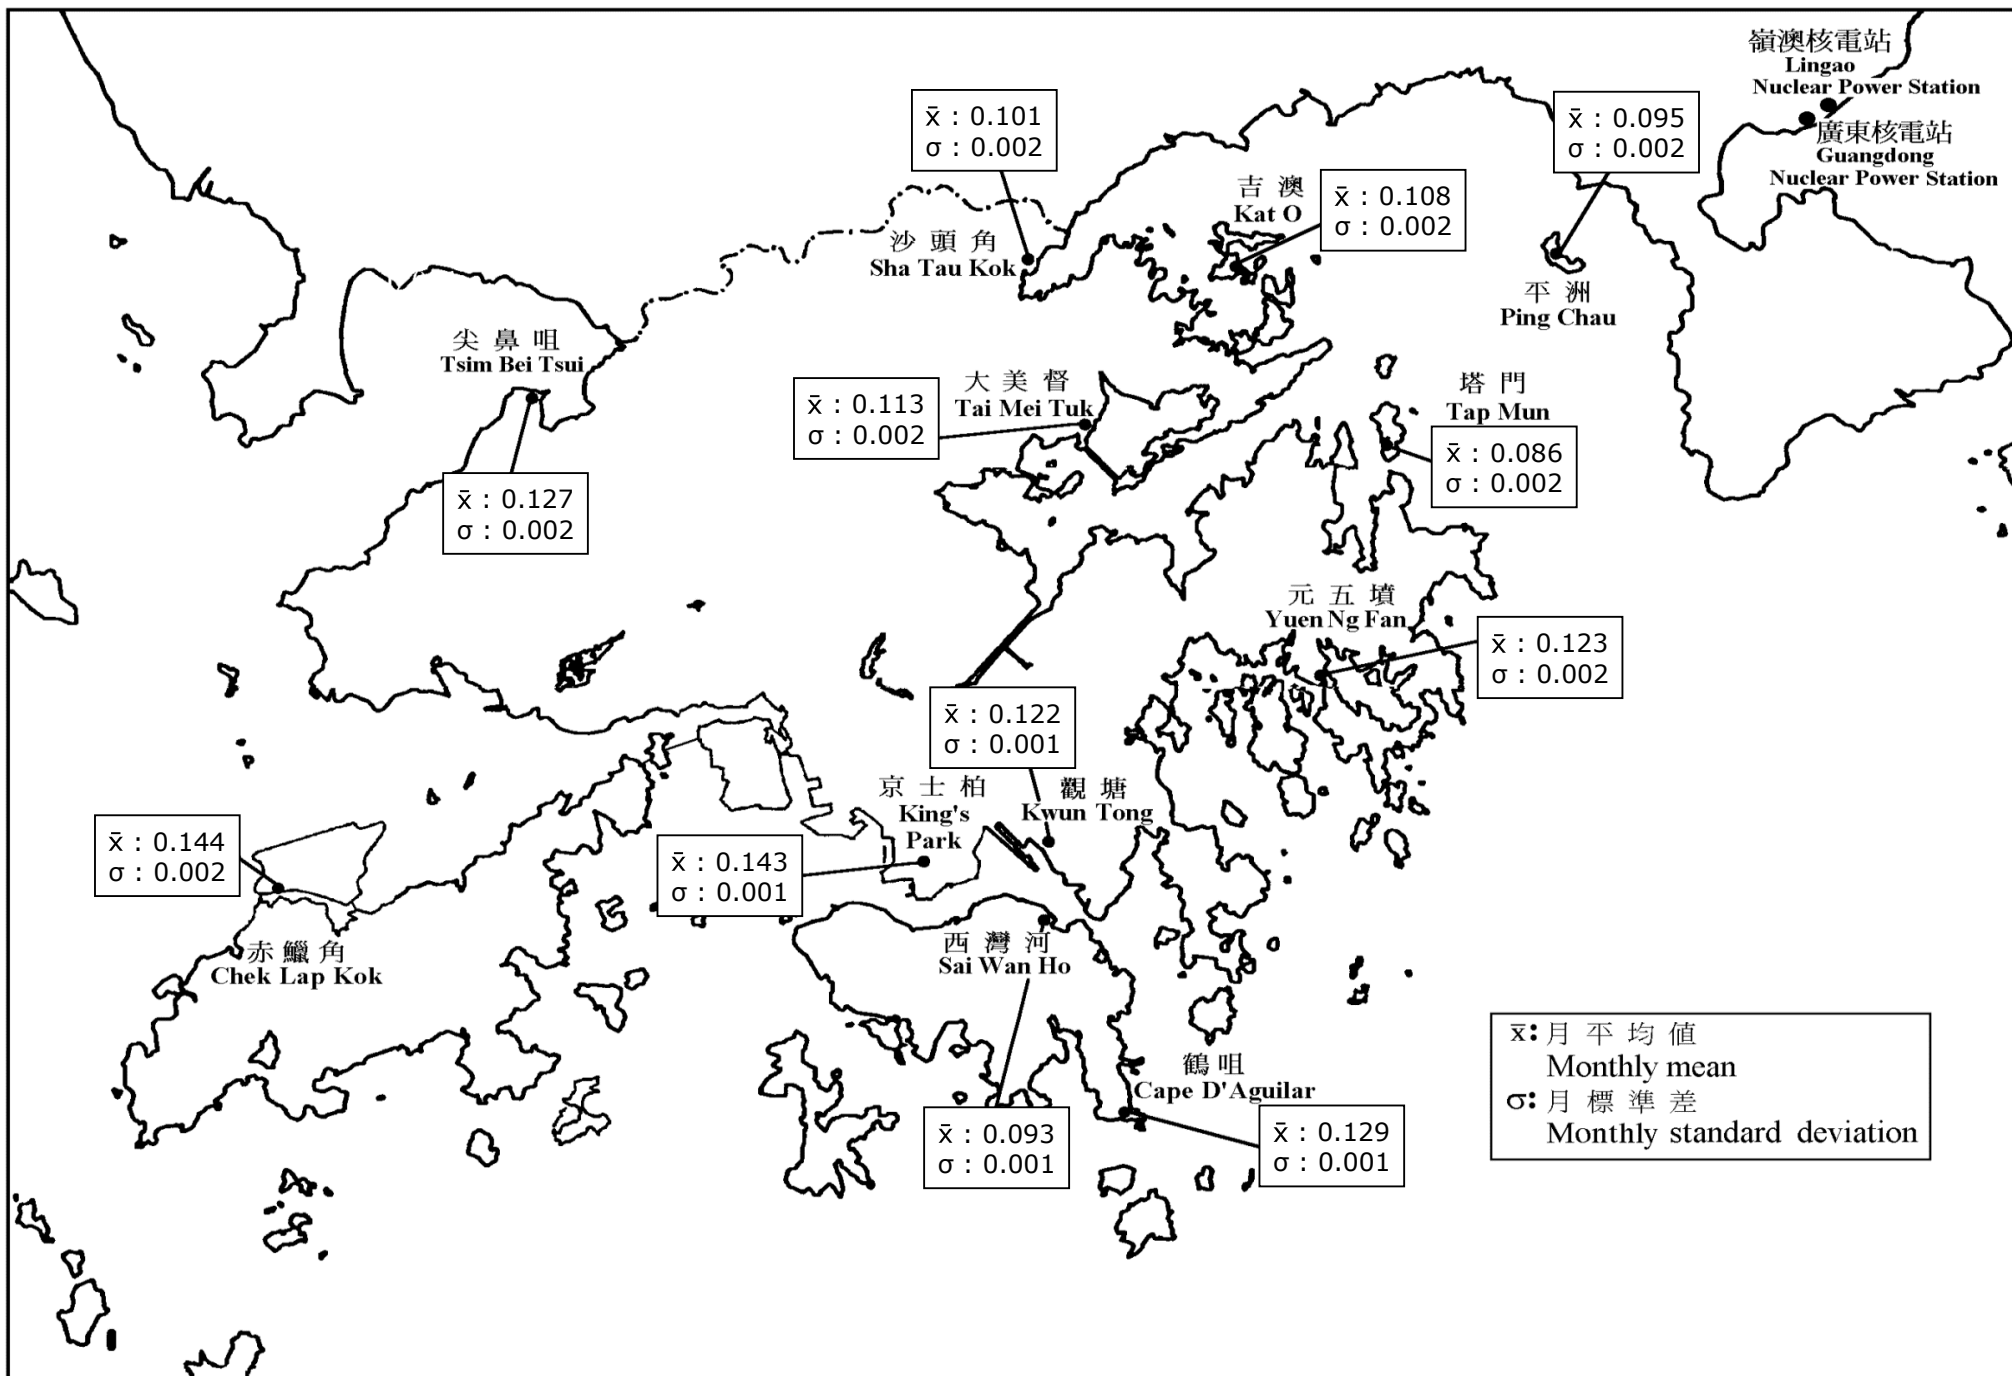 嶺澳核電站
Lingao
Nuclear Power Station
廣東核電站
Guangdong
Nuclear Power Station
x̄ : 0.101
σ : 0.002
沙頭角
Sha Tau Kok
吉澳
Kat O
x̄ : 0.108
σ : 0.002
x̄ : 0.095
σ : 0.002
平洲
Ping Chau
尖鼻咀
Tsim Bei Tsui
x̄ : 0.127
σ : 0.002
大美督
Tai Mei Tuk
x̄ : 0.113
σ : 0.002
塔門
Tap Mun
x̄ : 0.086
σ : 0.002
元五墳
Yuen Ng Fan
x̄ : 0.123
σ : 0.002
x̄ : 0.122
σ : 0.001
觀塘
Kwun Tong
京士柏
King's
Park
x̄ : 0.143
σ : 0.001
x̄ : 0.144
σ : 0.002
赤鱲角
Chek Lap Kok
西灣河
Sai Wan Ho
x̄ : 0.093
σ : 0.001
鶴咀
Cape D'Aguilar
x̄ : 0.129
σ : 0.001
x̄: 月平均值
Monthly mean
σ: 月標準差
Monthly standard deviation